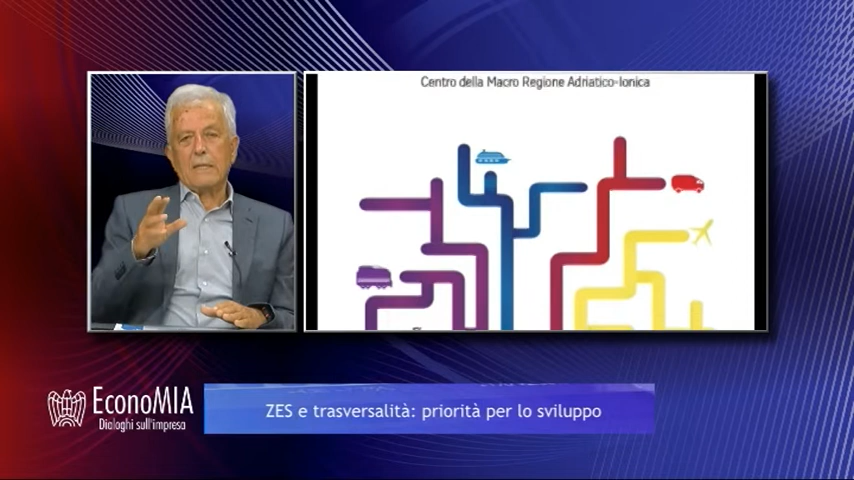 Centro della Macro Regione Adriatico-Ionica
EconoMIA
Dialoghi sull'impresa
ZES e trasversalità: priorità per lo sviluppo